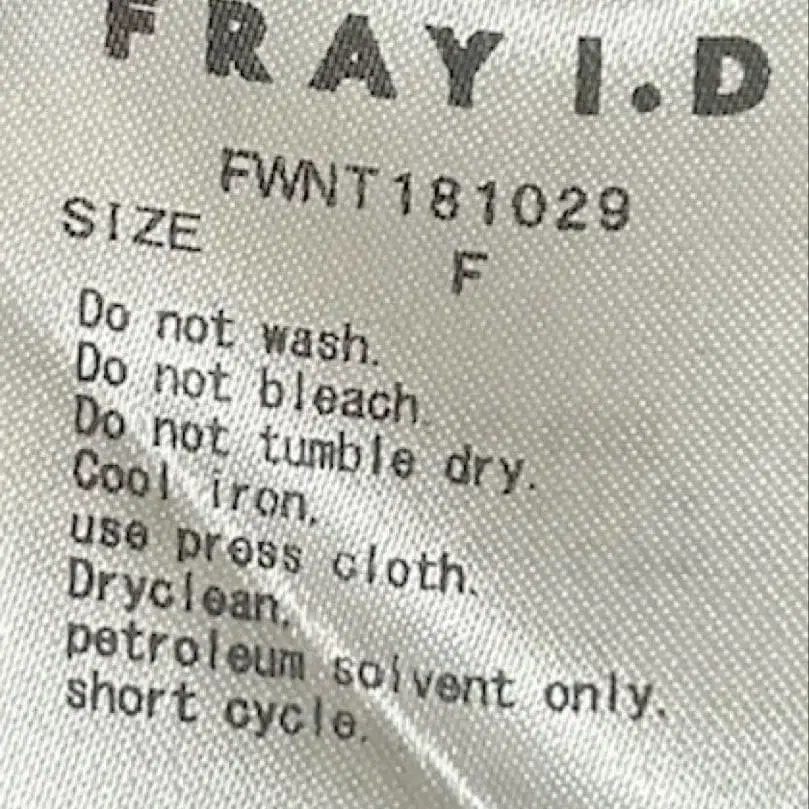 FRAY I.D
FWNT181029
SIZE F
Do not wash.
Do not bleach.
Do not tumble dry.
Cool iron.
use press cloth.
Dryclean.
petroleum solvent only.
short cycle.